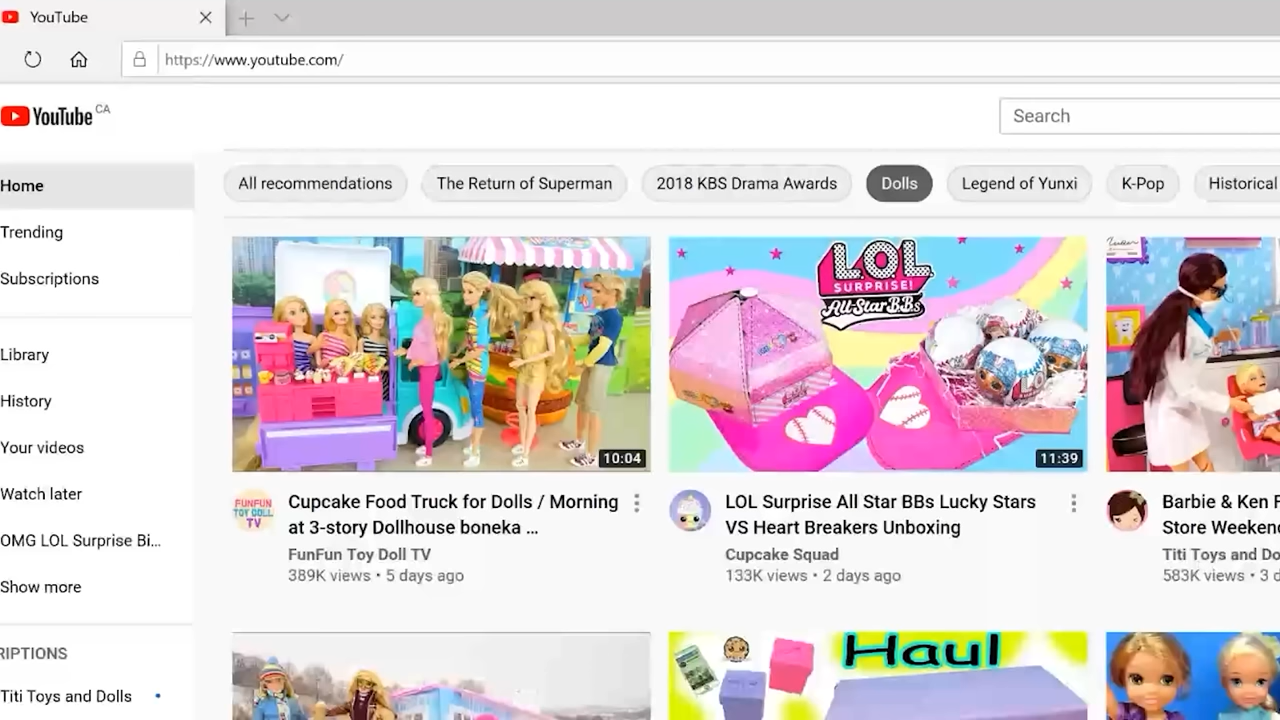 YouTube
https://www.youtube.com/
YouTube CA
Search
Home
Trending
Subscriptions
Library
History
Your videos
Watch later
OMG LOL Surprise Bi...
Show more
RIPTIONS
Titi Toys and Dolls
All recommendations
The Return of Superman
2018 KBS Drama Awards
Dolls
Legend of Yunxi
K-Pop
Historical
10:04
FUNFUN
TOY DOLL
TV
Cupcake Food Truck for Dolls / Morning
at 3-story Dollhouse boneka ...
FunFun Toy Doll TV
389K views • 5 days ago
L.O.L.
SURPRISE!
All-Star B.B.s
11:39
LOL Surprise All Star BBs Lucky Stars
VS Heart Breakers Unboxing
Cupcake Squad
133K views • 2 days ago
Barbie & Ken F
Store Weekend
Titi Toys and Do
583K views • 3 d
Haul